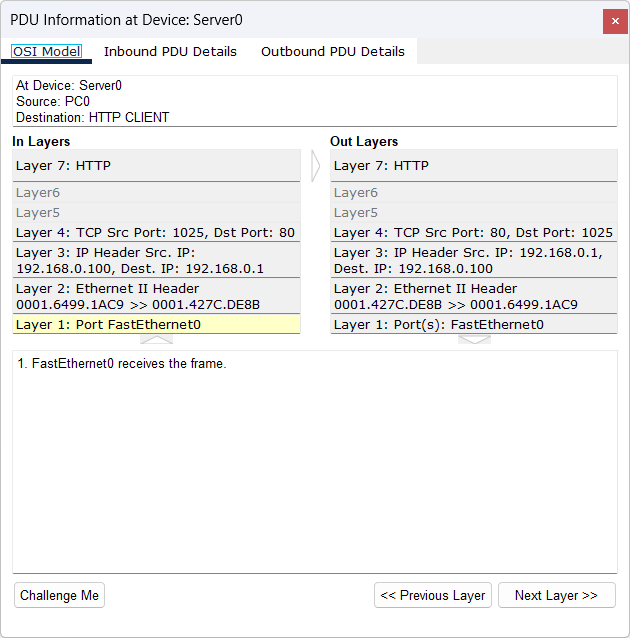 PDU Information at Device: Server0
OSI Model Inbound PDU Details Outbound PDU Details
At Device: Server0
Source: PC0
Destination: HTTP CLIENT
In Layers
Layer 7: HTTP
Layer6
Layer5
Layer 4: TCP Src Port: 1025, Dst Port: 80
Layer 3: IP Header Src. IP:
192.168.0.100, Dest. IP: 192.168.0.1
Layer 2: Ethernet II Header
0001.6499.1AC9 >> 0001.427C.DE8B
Layer 1: Port FastEthernet0
Out Layers
Layer 7: HTTP
Layer6
Layer5
Layer 4: TCP Src Port: 80, Dst Port: 1025
Layer 3: IP Header Src. IP: 192.168.0.1,
Dest. IP: 192.168.0.100
Layer 2: Ethernet II Header
0001.427C.DE8B >> 0001.6499.1AC9
Layer 1: Port(s): FastEthernet0
1. FastEthernet0 receives the frame.
Challenge Me << Previous Layer Next Layer >>